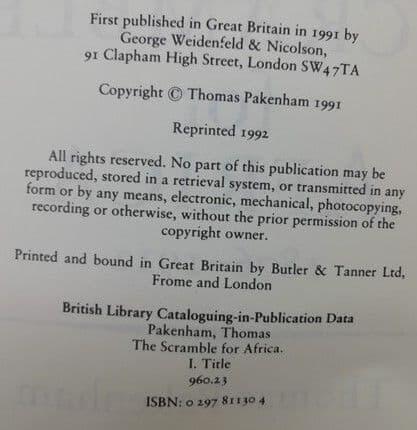 First published in Great Britain in 1991 by
George Weidenfeld & Nicolson,
91 Clapham High Street, London SW4 7TA
Copyright © Thomas Pakenham 1991
Reprinted 1992
All rights reserved. No part of this publication may be
reproduced, stored in a retrieval system, or transmitted in any
form or by any means, electronic, mechanical, photocopying,
recording or otherwise, without the prior permission of the
copyright owner.
Printed and bound in Great Britain by Butler & Tanner Ltd,
Frome and London
British Library Cataloguing-in-Publication Data
Pakenham, Thomas
The Scramble for Africa.
I. Title
960.23
ISBN: 0 297 81130 4